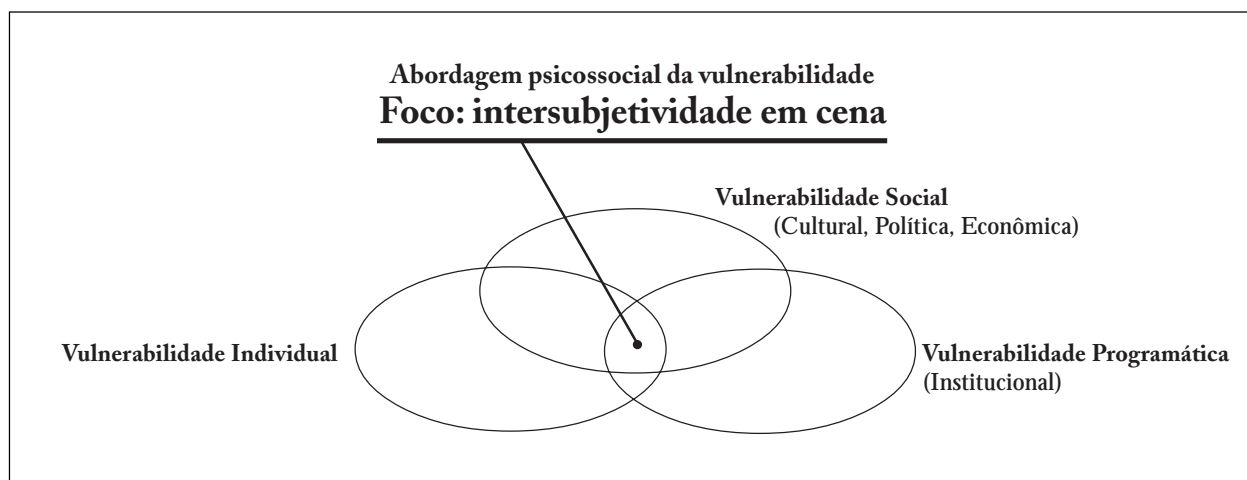 Abordagem psicossocial da vulnerabilidade
Foco: intersubjetividade em cena
Vulnerabilidade Social
(Cultural, Política, Econômica)
Vulnerabilidade Individual
Vulnerabilidade Programática
(Institucional)